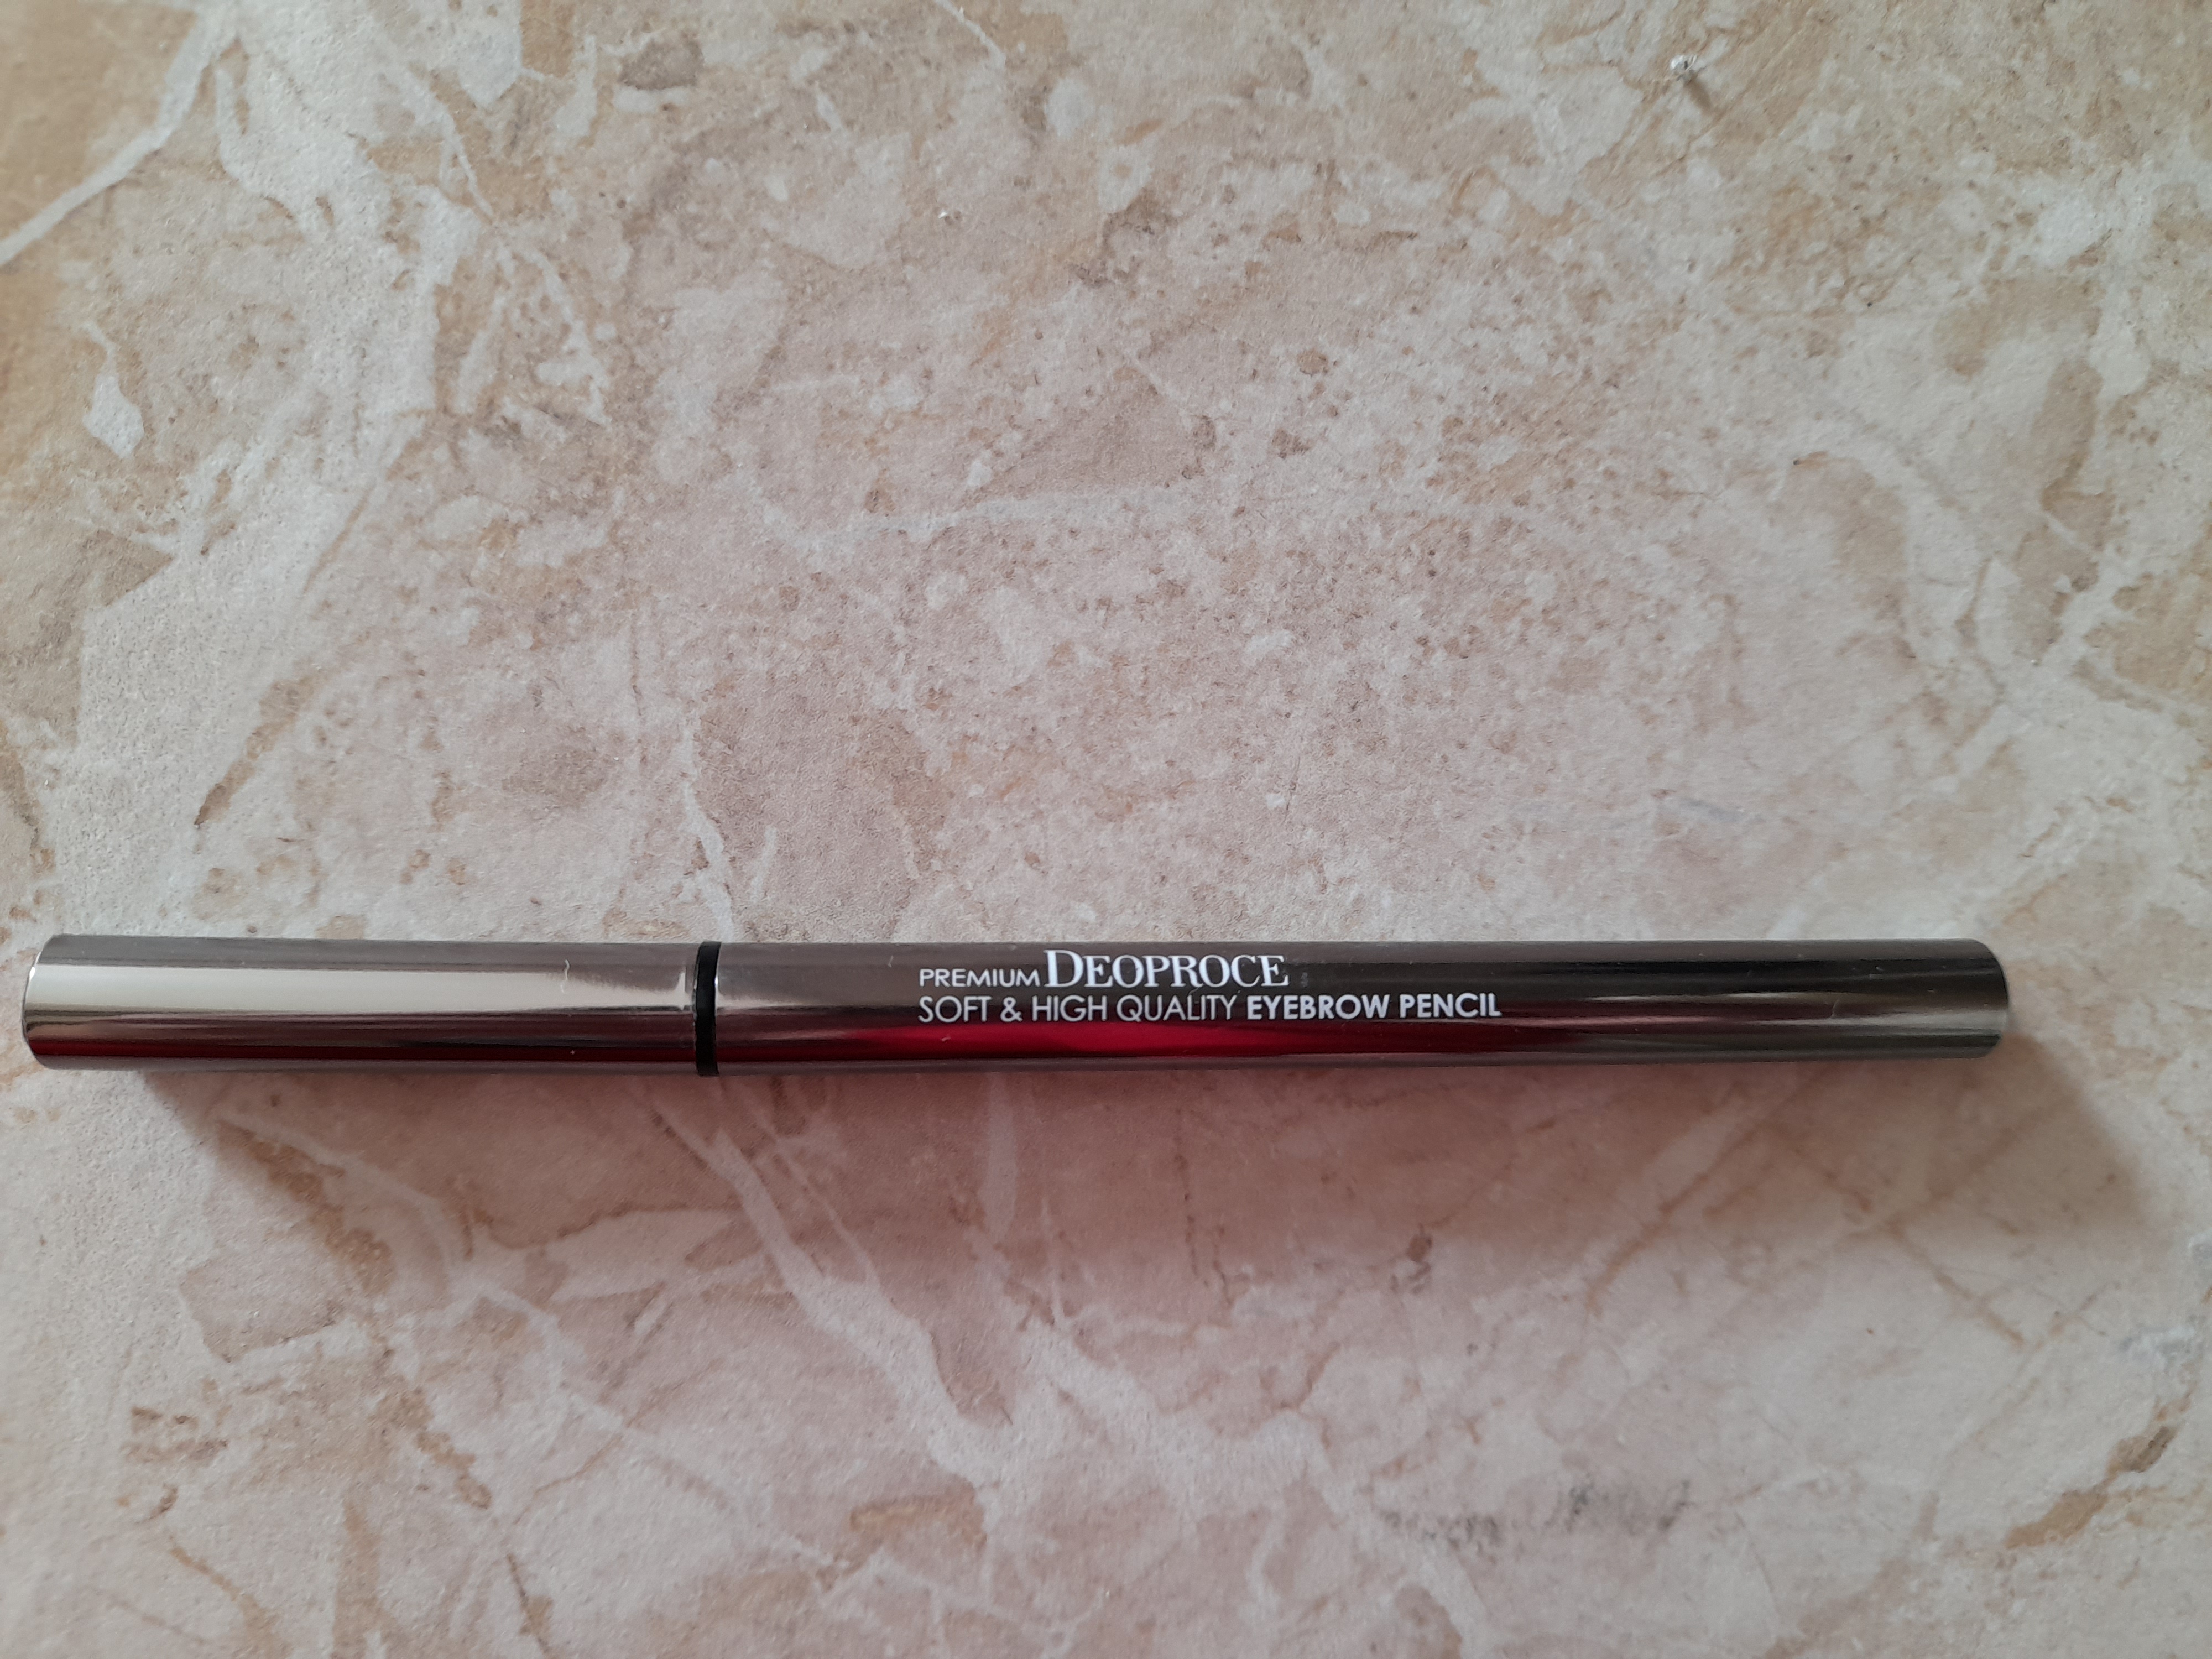 PREMIUM DEOPROCE
SOFT & HIGH QUALITY EYEBROW PENCIL